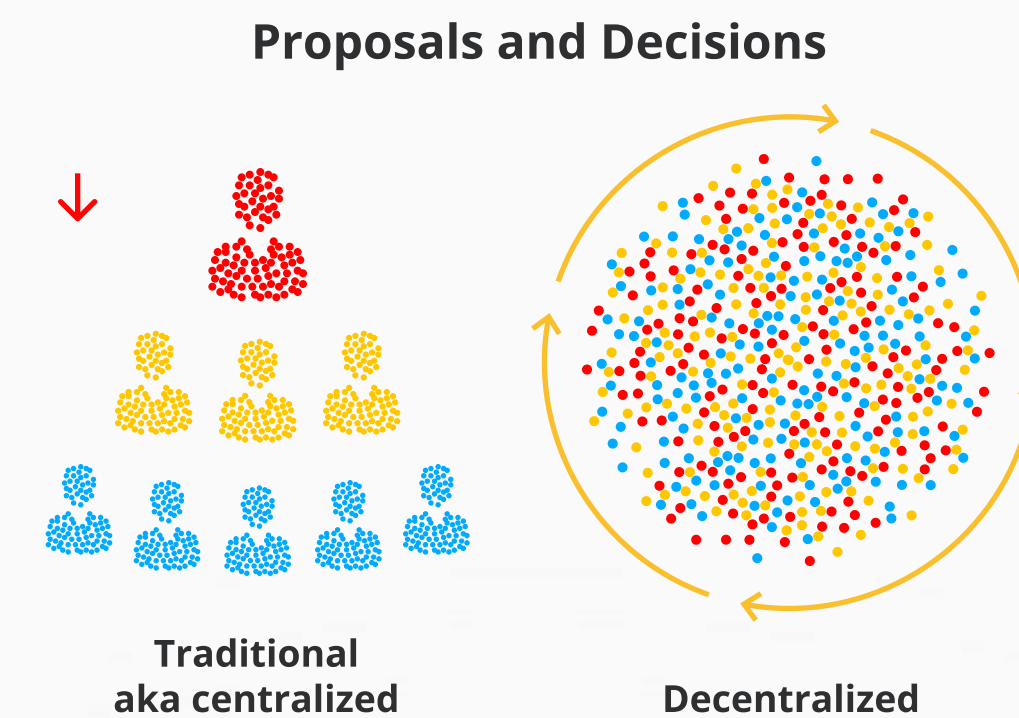 Proposals and Decisions
Traditional
aka centralized
Decentralized